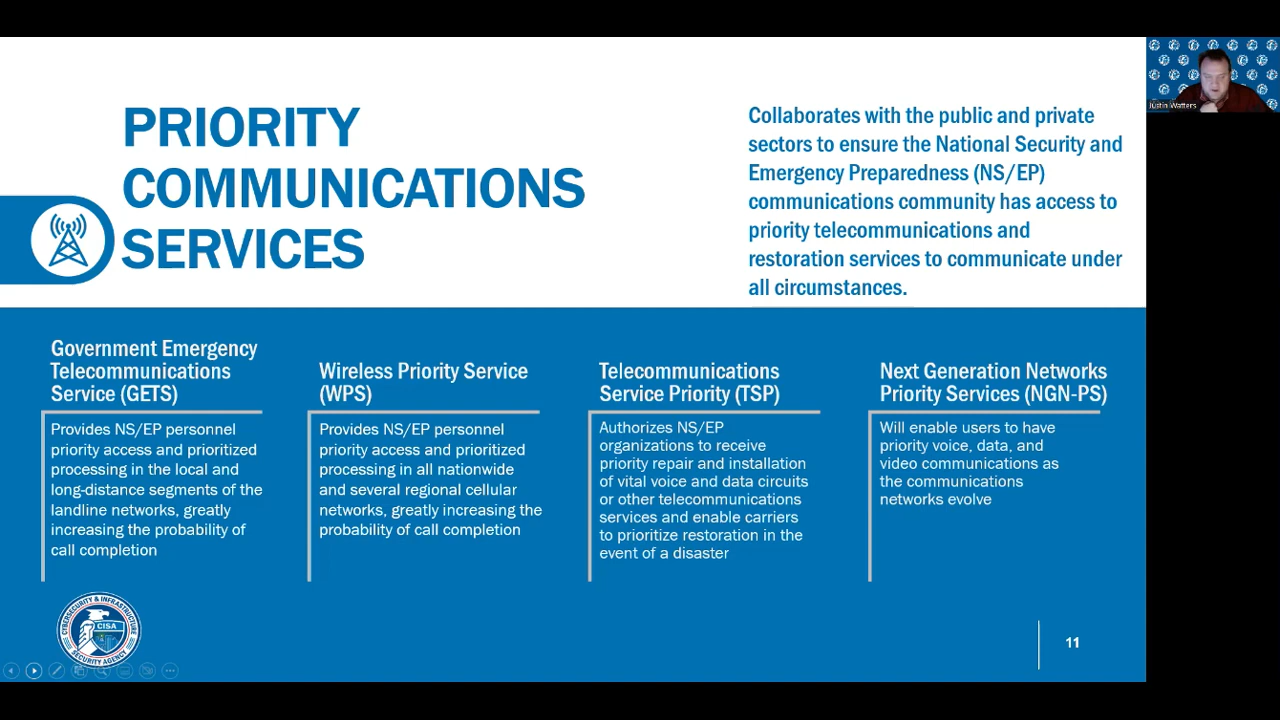 PRIORITY
COMMUNICATIONS
SERVICES
Collaborates with the public and private
sectors to ensure the National Security and
Emergency Preparedness (NS/EP)
communications community has access to
priority telecommunications and
restoration services to communicate under
all circumstances.
Justin Watters
Government Emergency
Telecommunications
Service (GETS)
Provides NS/EP personnel
priority access and prioritized
processing in the local and
long-distance segments of the
landline networks, greatly
increasing the probability of
call completion
Wireless Priority Service
(WPS)
Provides NS/EP personnel
priority access and prioritized
processing in all nationwide
and several regional cellular
networks, greatly increasing the
probability of call completion
Telecommunications
Service Priority (TSP)
Authorizes NS/EP
organizations to receive
priority repair and installation
of vital voice and data circuits
or other telecommunications
services and enable carriers
to prioritize restoration in the
event of a disaster
Next Generation Networks
Priority Services (NGN-PS)
Will enable users to have
priority voice, data, and
video communications as
the communications
networks evolve
CYBERSECURITY & INFRASTRUCTURE
CISA
SECURITY AGENCY
11